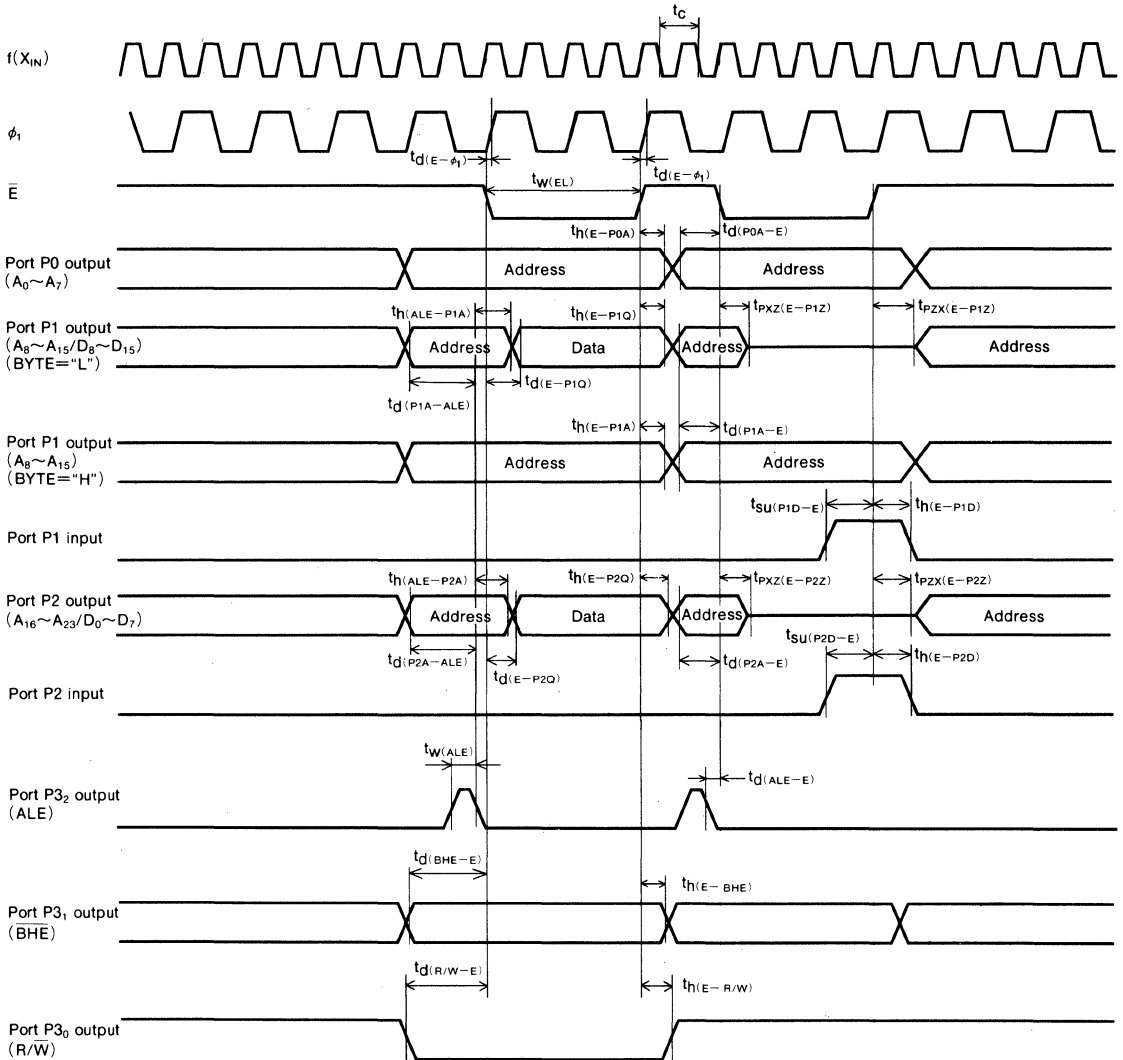 tc
f(XIN)
ϕ1
td(E−ϕ1)
tw(EL)
td(E−ϕ1)
E̅
th(E−P0A)
td(P0A−E)
Port P0 output
(A0~A7)
Address
Address
th(ALE−P1A)
th(E−P1Q)
tPXZ(E−P1Z)
tPZX(E−P1Z)
Port P1 output
(A8~A15/D8~D15)
(BYTE="L")
Address
Data
Address
Address
td(E−P1Q)
td(P1A−ALE)
th(E−P1A)
td(P1A−E)
Port P1 output
(A8~A15)
(BYTE="H")
Address
Address
tsu(P1D−E)
th(E−P1D)
Port P1 input
th(ALE−P2A)
th(E−P2Q)
tPXZ(E−P2Z)
tPZX(E−P2Z)
Port P2 output
(A16~A23/D0~D7)
Address
Data
Address
Address
tsu(P2D−E)
td(P2A−ALE)
td(E−P2Q)
td(P2A−E)
th(E−P2D)
Port P2 input
tw(ALE)
td(ALE−E)
Port P32 output
(ALE)
td(BHE−E)
th(E−BHE)
Port P31 output
(B̅H̅E̅)
td(R/W−E)
th(E−R/W)
Port P30 output
(R/W̅)